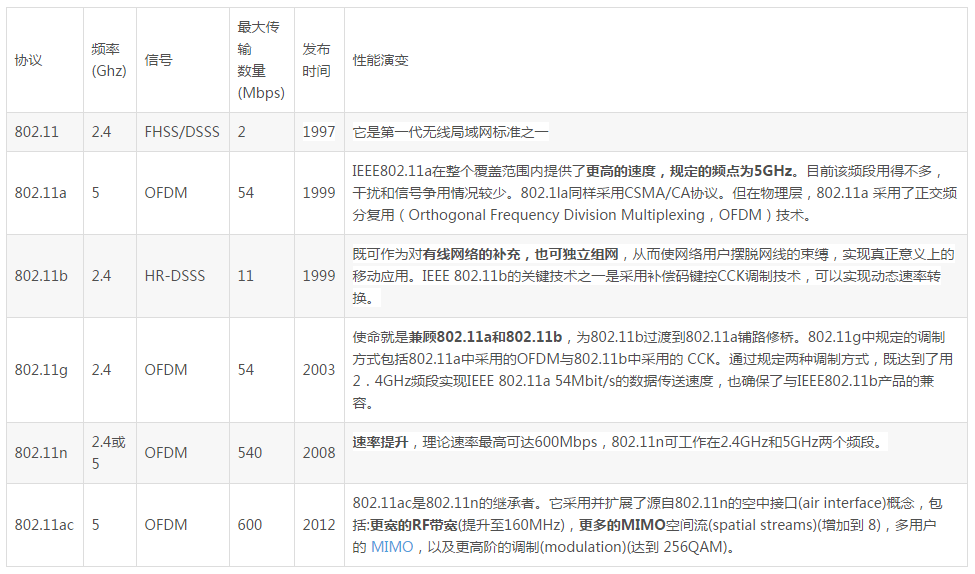 协议
频率
(Ghz)
信号
最大传
输
数量
(Mbps)
发布
时间
性能演变
802.11
2.4
FHSS/DSSS
2
1997
它是第一代无线局域网标准之一
802.11a
5
OFDM
54
1999
IEEE802.11a在整个覆盖范围内提供了更高的速度，规定的频点为5GHz。目前该频段用得不多，
干扰和信号争用情况较少。802.1la同样采用CSMA/CA协议。但在物理层，802.11a 采用了正交频
分复用（Orthogonal Frequency Division Multiplexing，OFDM）技术。
802.11b
2.4
HR-DSSS
11
1999
既可作为对有线网络的补充，也可独立组网，从而使网络用户摆脱网线的束缚，实现真正意义上的
移动应用。IEEE 802.11b的关键技术之一是采用补偿码键控CCK调制技术，可以实现动态速率转
换。
802.11g
2.4
OFDM
54
2003
使命就是兼顾802.11a和802.11b，为802.11b过渡到802.11a铺路修桥。802.11g中规定的调制
方式包括802.11a中采用的OFDM与802.11b中采用的 CCK。通过规定两种调制方式，既达到了用
2．4GHz频段实现IEEE 802.11a 54Mbit/s的数据传送速度，也确保了与IEEE802.11b产品的兼
容。
802.11n
2.4或
5
OFDM
540
2008
速率提升，理论速率最高可达600Mbps，802.11n可工作在2.4GHz和5GHz两个频段。
802.11ac
5
OFDM
600
2012
802.11ac是802.11n的继承者。它采用并扩展了源自802.11n的空中接口(air interface)概念，包
括:更宽的RF带宽(提升至160MHz)，更多的MIMO空间流(spatial streams)(增加到 8)，多用户
的 MIMO，以及更高阶的调制(modulation)(达到 256QAM)。